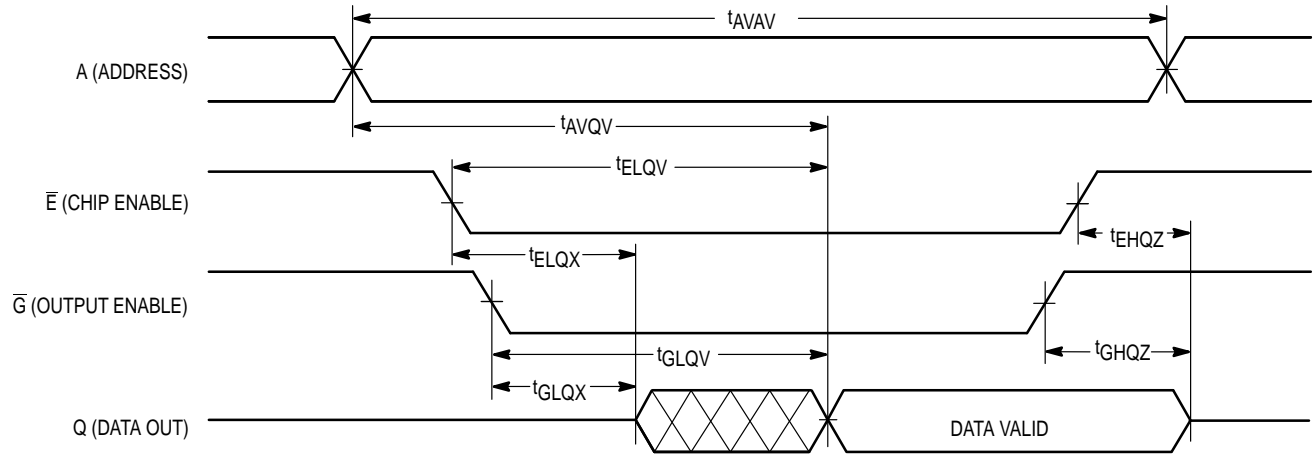 tAVAV
A (ADDRESS)
tAVQV
tELQV
E̅ (CHIP ENABLE)
tEHQZ
tELQX
G̅ (OUTPUT ENABLE)
tGLQV
tGHQZ
tGLQX
Q (DATA OUT)
DATA VALID